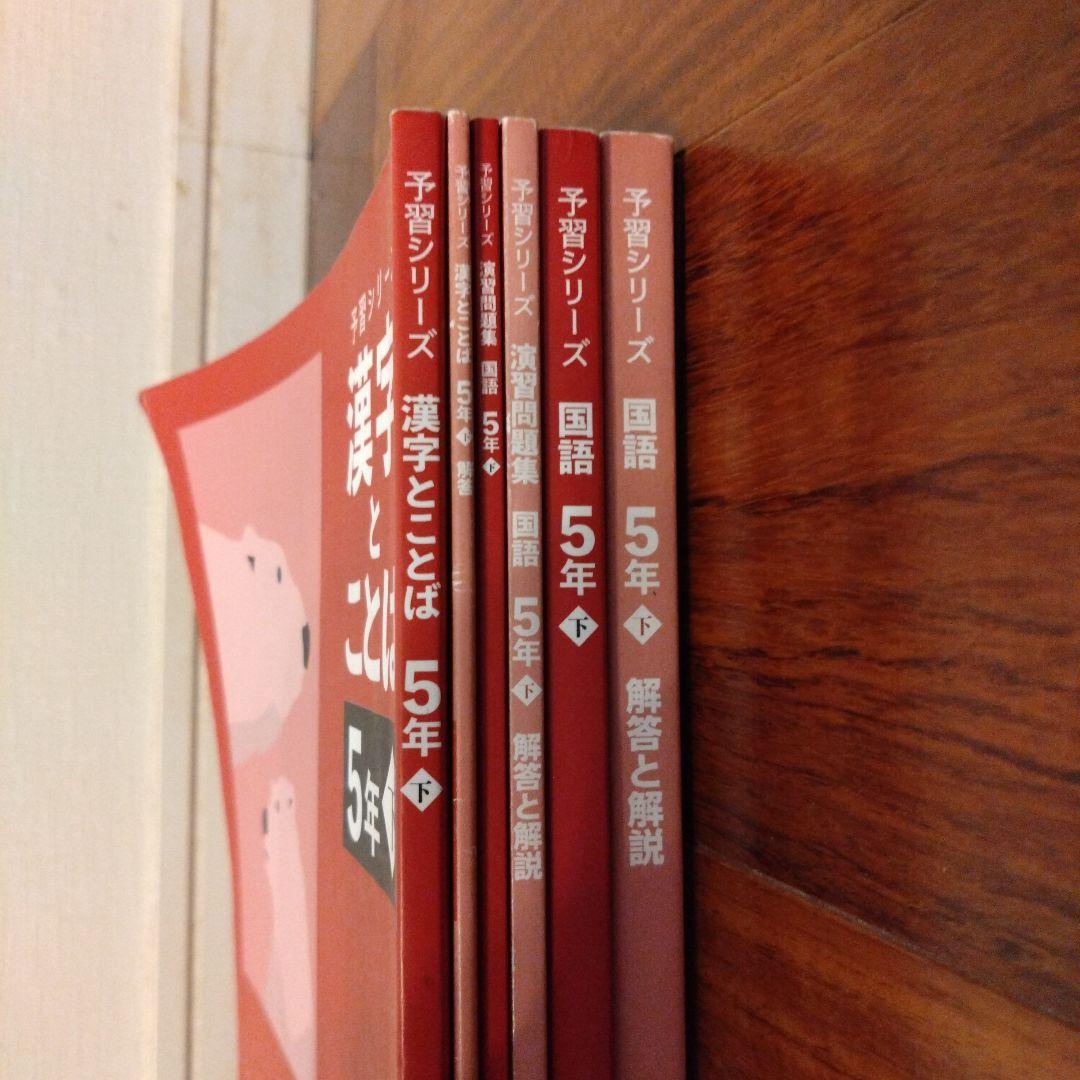 予習シリーズ
漢字と
ことば
5年
予習シリーズ 漢字とことば 5年 下
予習シリーズ 漢字とことば 5年 下 解答
予習シリーズ 演習問題集 国語 5年 下
予習シリーズ 演習問題集 国語 5年 下 解答と解説
予習シリーズ 国語 5年 下
予習シリーズ 国語 5年 下 解答と解説